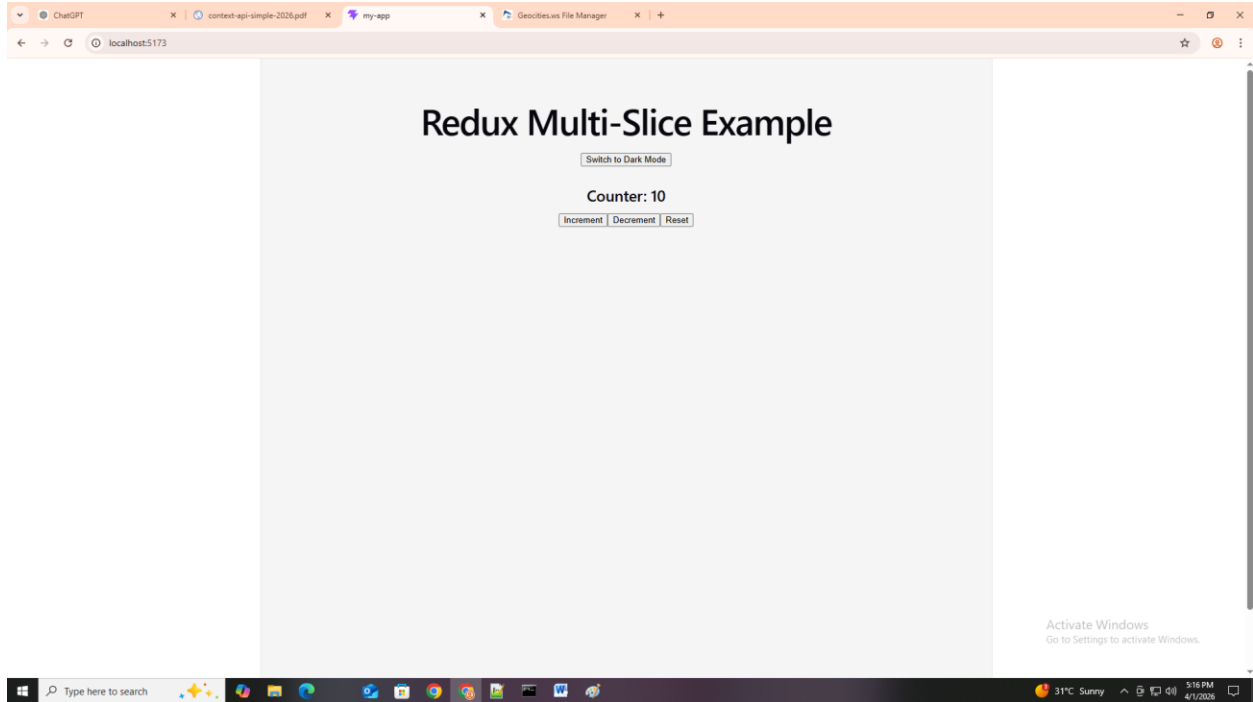 ChatGPT
context-api-simple-2026.pdf
my-app
Geocities.ws File Manager
localhost:5173
Redux Multi-Slice Example
Switch to Dark Mode
Counter: 10
Increment Decrement Reset
Activate Windows
Go to Settings to activate Windows.
Type here to search
31°C Sunny
5:16 PM
4/1/2026